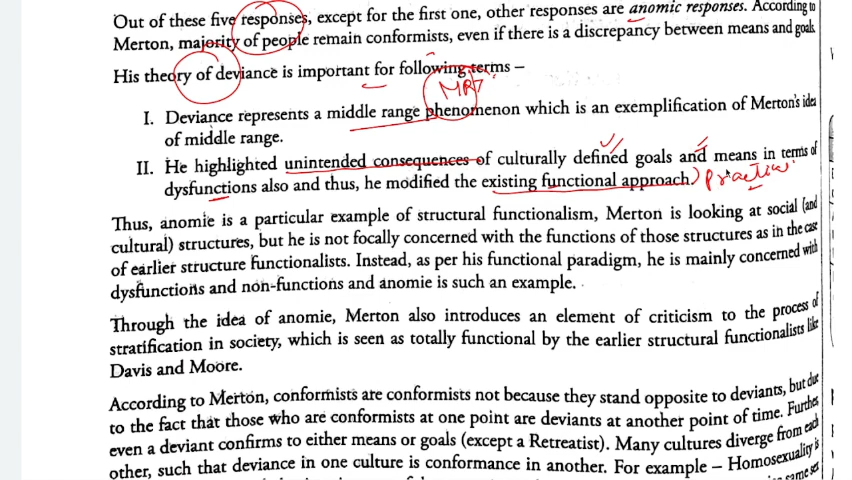 Out of these five responses, except for the first one, other responses are anomic responses. According to
Merton, majority of people remain conformists, even if there is a discrepancy between means and goals.
His theory of deviance is important for following terms –
MRT
I. Deviance represents a middle range phenomenon which is an exemplification of Merton's idea
of middle range.
II. He highlighted unintended consequences of culturally defined goals and means in terms of
dysfunctions also and thus, he modified the existing functional approach.
Thus, anomie is a particular example of structural functionalism, Merton is looking at social (and
cultural) structures, but he is not focally concerned with the functions of those structures as in the case
of earlier structure functionalists. Instead, as per his functional paradigm, he is mainly concerned with
dysfunctions and non-functions and anomie is such an example.
Through the idea of anomie, Merton also introduces an element of criticism to the process of
stratification in society, which is seen as totally functional by the earlier structural functionalists like
Davis and Moore.
According to Merton, conformists are conformists not because they stand opposite to deviants, but due
to the fact that those who are conformists at one point are deviants at another point of time. Further
even a deviant confirms to either means or goals (except a Retreatist). Many cultures diverge from each
other, such that deviance in one culture is conformance in another. For example – Homosexuality is
same sex